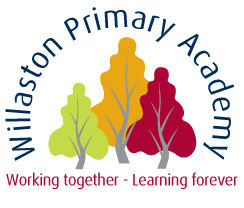 Willaston Primary Academy
Working together - Learning forever